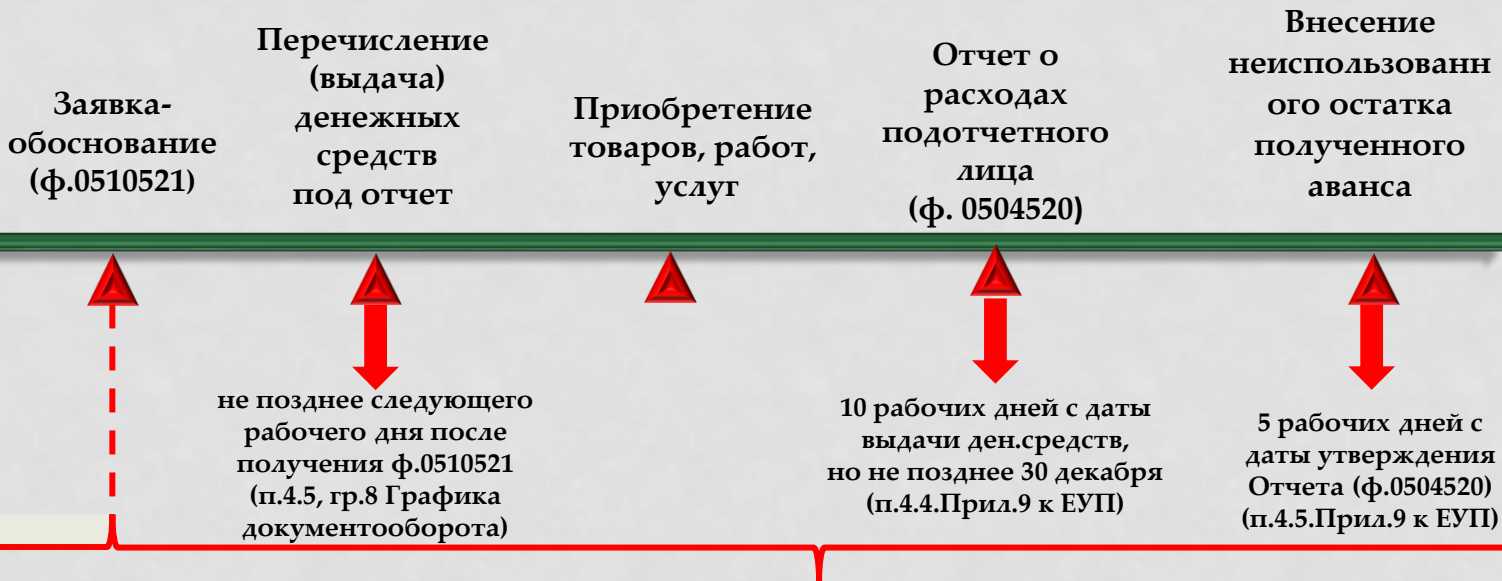 Заявка-
обоснование
(ф.0510521)
Перечисление
(выдача)
денежных
средств
под отчет
Приобретение
товаров, работ,
услуг
Отчет о
расходах
подотчетного
лица
(ф. 0504520)
Внесение
неиспользованн
ого остатка
полученного
аванса
не позднее следующего
рабочего дня после
получения ф.0510521
(п.4.5, гр.8 Графика
документооборота)
10 рабочих дней с даты
выдачи ден.средств,
но не позднее 30 декабря
(п.4.4.Прил.9 к ЕУП)
5 рабочих дней с
даты утверждения
Отчета (ф.0504520)
(п.4.5.Прил.9 к ЕУП)